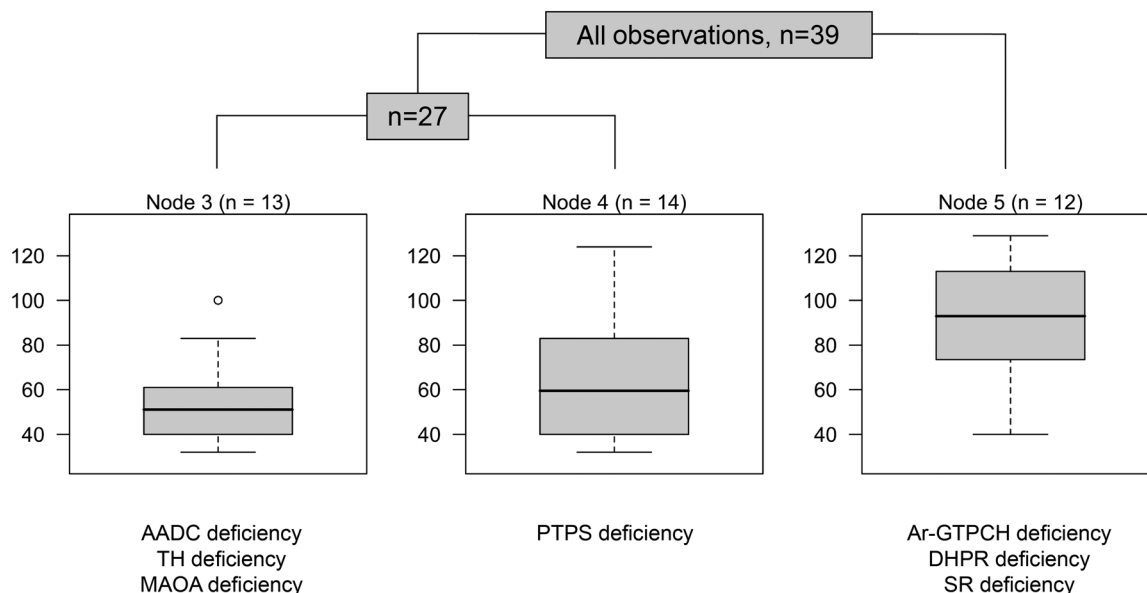 All observations, n=39
n=27
Node 3 (n = 13)
120
100
80
60
40
Node 4 (n = 14)
120
100
80
60
40
Node 5 (n = 12)
120
100
80
60
40
AADC deficiency
TH deficiency
MAOA deficiency
PTPS deficiency
Ar-GTPCH deficiency
DHPR deficiency
SR deficiency